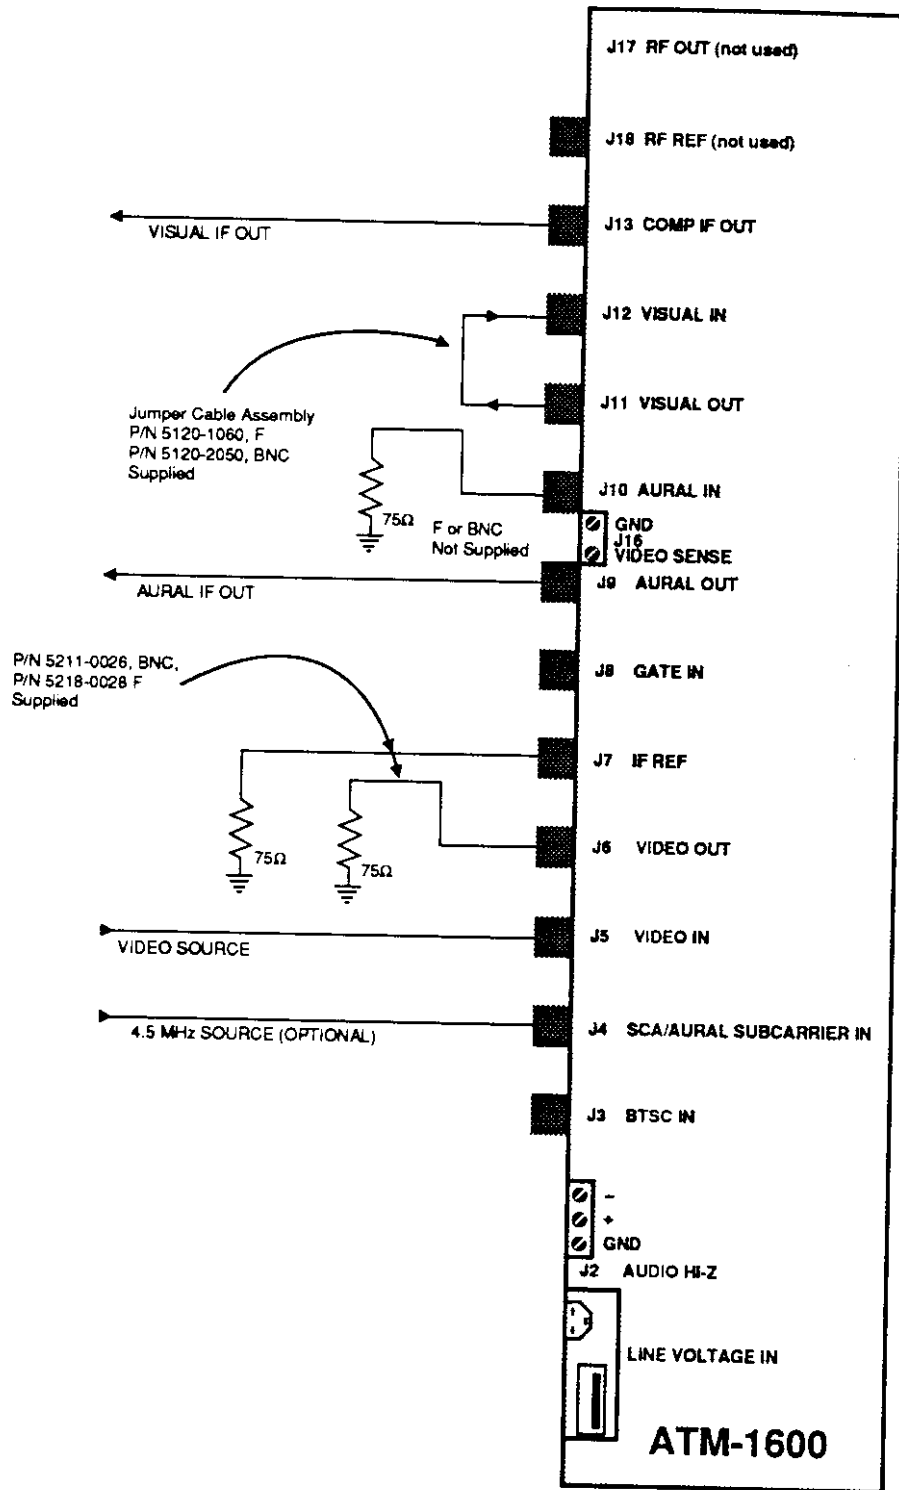 J17 RF OUT (not used)
J18 RF REF (not used)
VISUAL IF OUT
J13 COMP IF OUT
J12 VISUAL IN
Jumper Cable Assembly
P/N 5120-1060, F
P/N 5120-2050, BNC
Supplied
J11 VISUAL OUT
75Ω
F or BNC
Not Supplied
J10 AURAL IN
GND
J16
VIDEO SENSE
AURAL IF OUT
J9 AURAL OUT
P/N 5211-0026, BNC,
P/N 5218-0028 F
Supplied
J8 GATE IN
J7 IF REF
75Ω
75Ω
J6 VIDEO OUT
VIDEO SOURCE
J5 VIDEO IN
4.5 MHz SOURCE (OPTIONAL)
J4 SCA/AURAL SUBCARRIER IN
J3 BTSC IN
-
+
GND
J2 AUDIO HI-Z
LINE VOLTAGE IN
ATM-1600